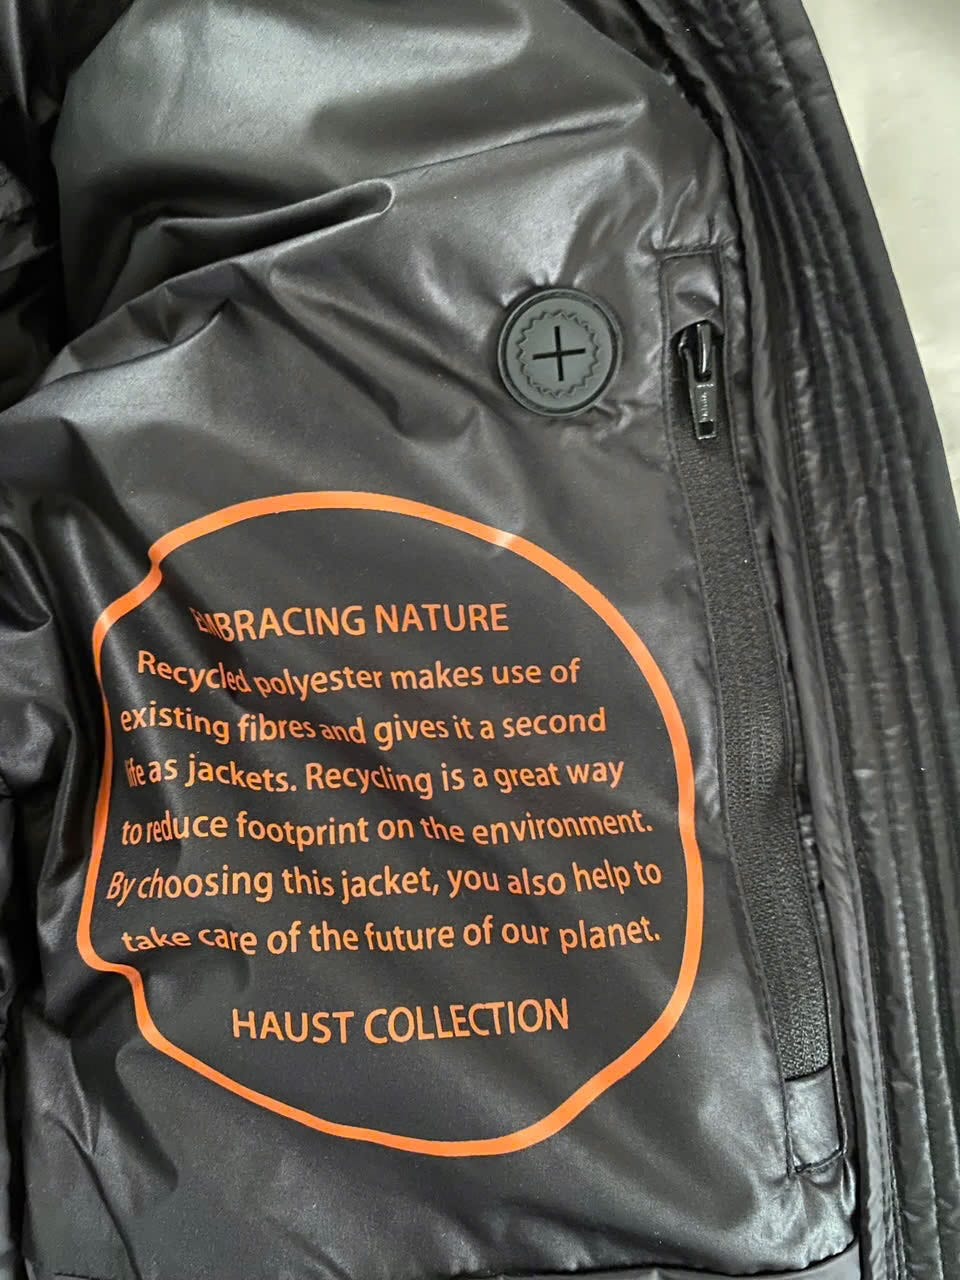 EMBRACING NATURE
Recycled polyester makes use of
existing fibres and gives it a second
life as jackets. Recycling is a great way
to reduce footprint on the environment.
By choosing this jacket, you also help to
take care of the future of our planet.
HAUST COLLECTION